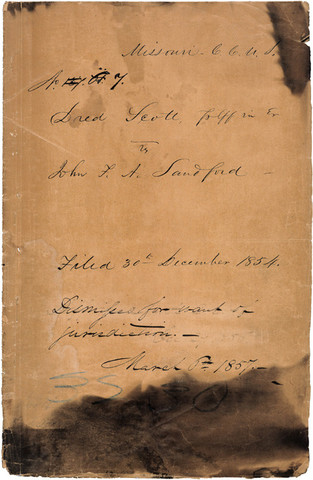 Missouri C. C. U. S.
No. 7.
Dred Scott, Pltff in Er
vs
John F. A. Sandford —
Filed 30th December 1854.
Dismissed for want of
jurisdiction. —
March 6th 1857. —